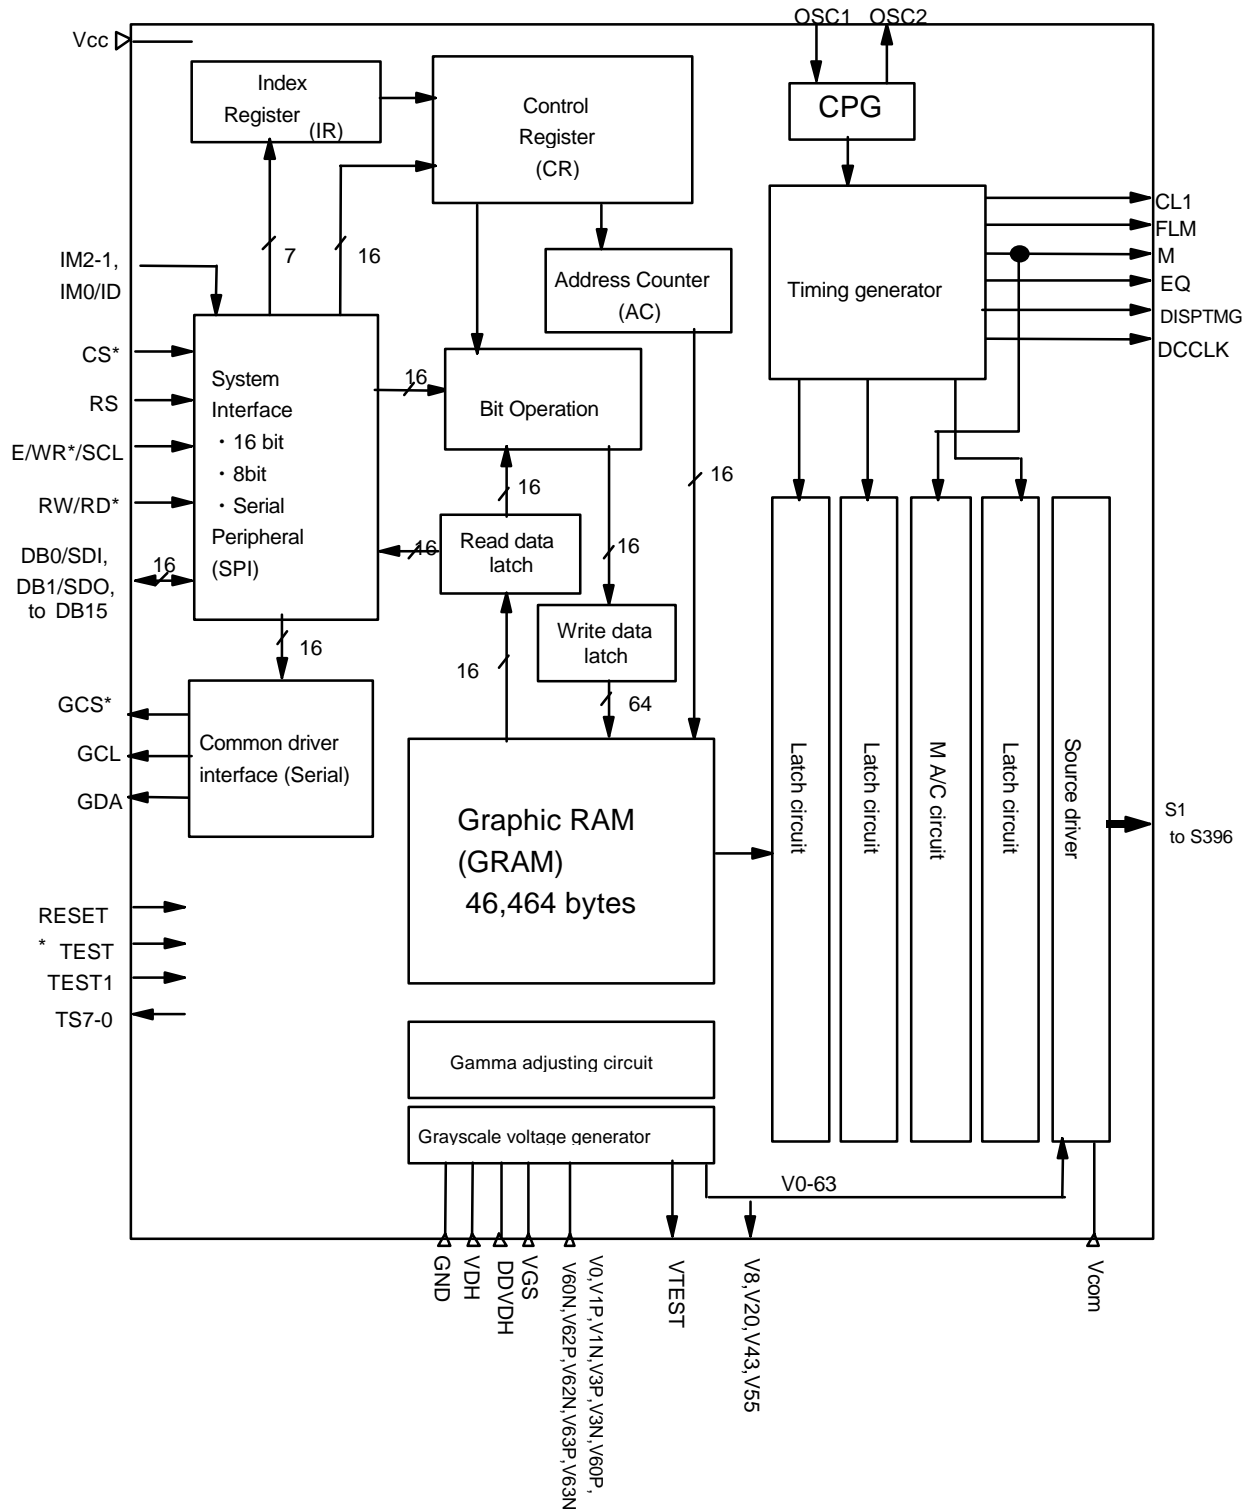 OSC1 OSC2
Vcc
Index
Register (IR)
Control
Register
(CR)
CPG
CL1
FLM
M
EQ
DISPTMG
DCCLK
7
16
IM2-1,
IM0/ID
Address Counter
(AC)
Timing generator
CS*
RS
E/WR*/SCL
RW/RD*
DB0/SDI,
DB1/SDO,
to DB15
16
System
Interface
・16 bit
・8bit
・Serial
Peripheral
(SPI)
16
Bit Operation
16
16
16
Read data
latch
16
Write data
latch
16
64
16
GCS*
GCL
GDA
Common driver
interface (Serial)
Graphic RAM
(GRAM)
46,464 bytes
Latch circuit
Latch circuit
M A/C circuit
Latch circuit
Source driver
S1
to S396
RESET
* TEST
TEST1
TS7-0
Gamma adjusting circuit
Grayscale voltage generator
V0-63
GND
VDH
DDVDH
VGS
V0,V1P,V1N,V3P,V3N,V60P,
V60N,V62P,V62N,V63P,V63N
VTEST
V8,V20,V43,V55
Vcom